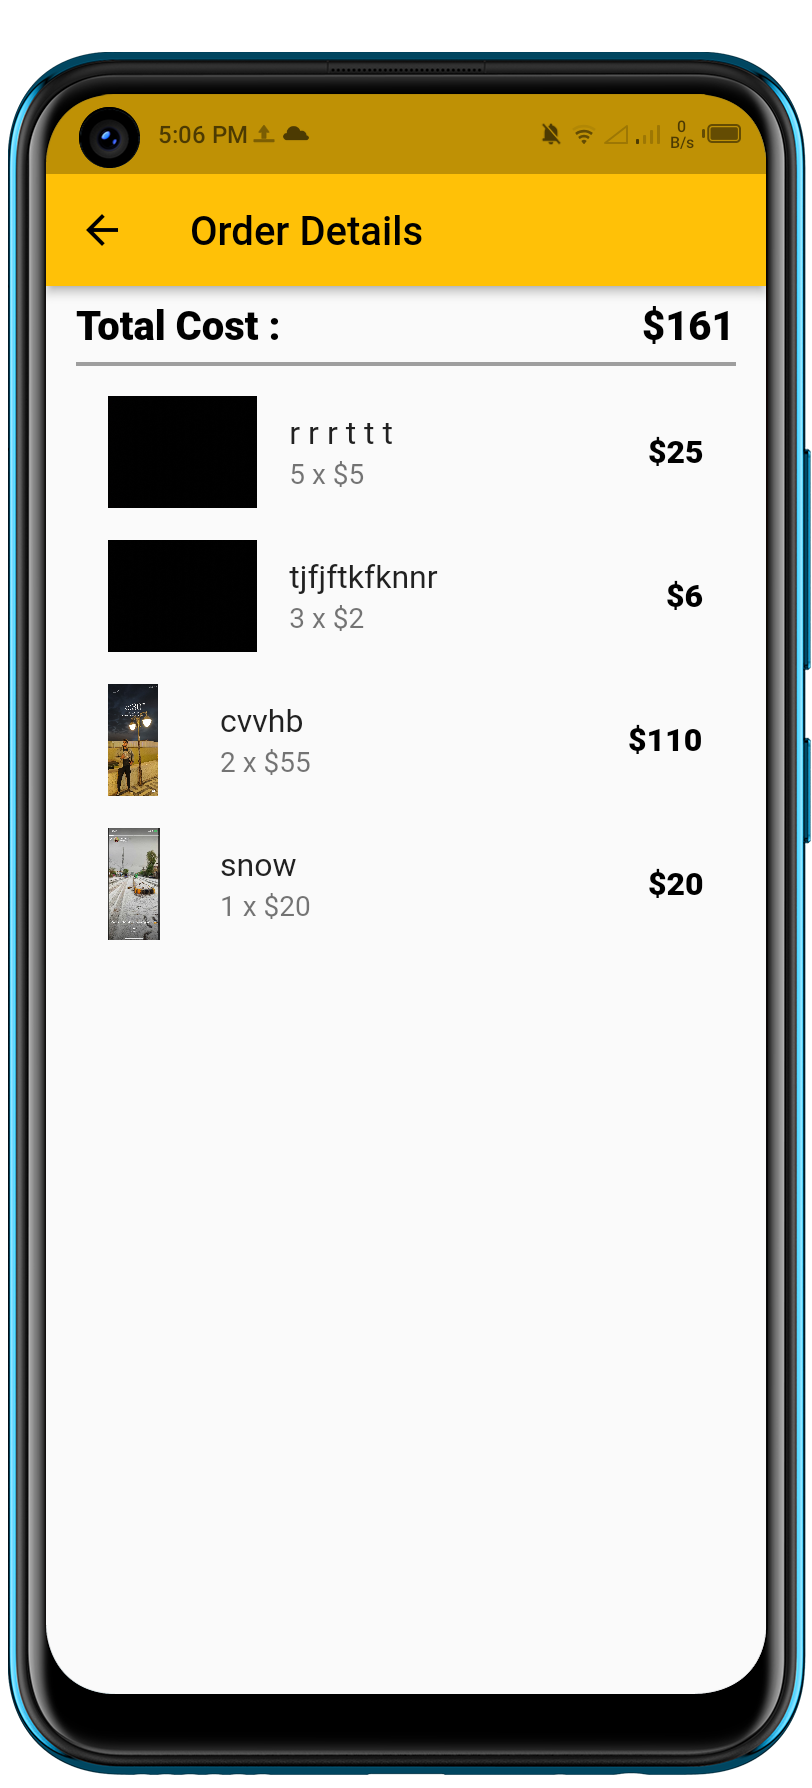 5:06 PM
0
B/s
Order Details
Total Cost : $161
r r r t t t
5 x $5
$25
tjfjftkfknnr
3 x $2
$6
cvvhb
2 x $55
$110
snow
1 x $20
$20